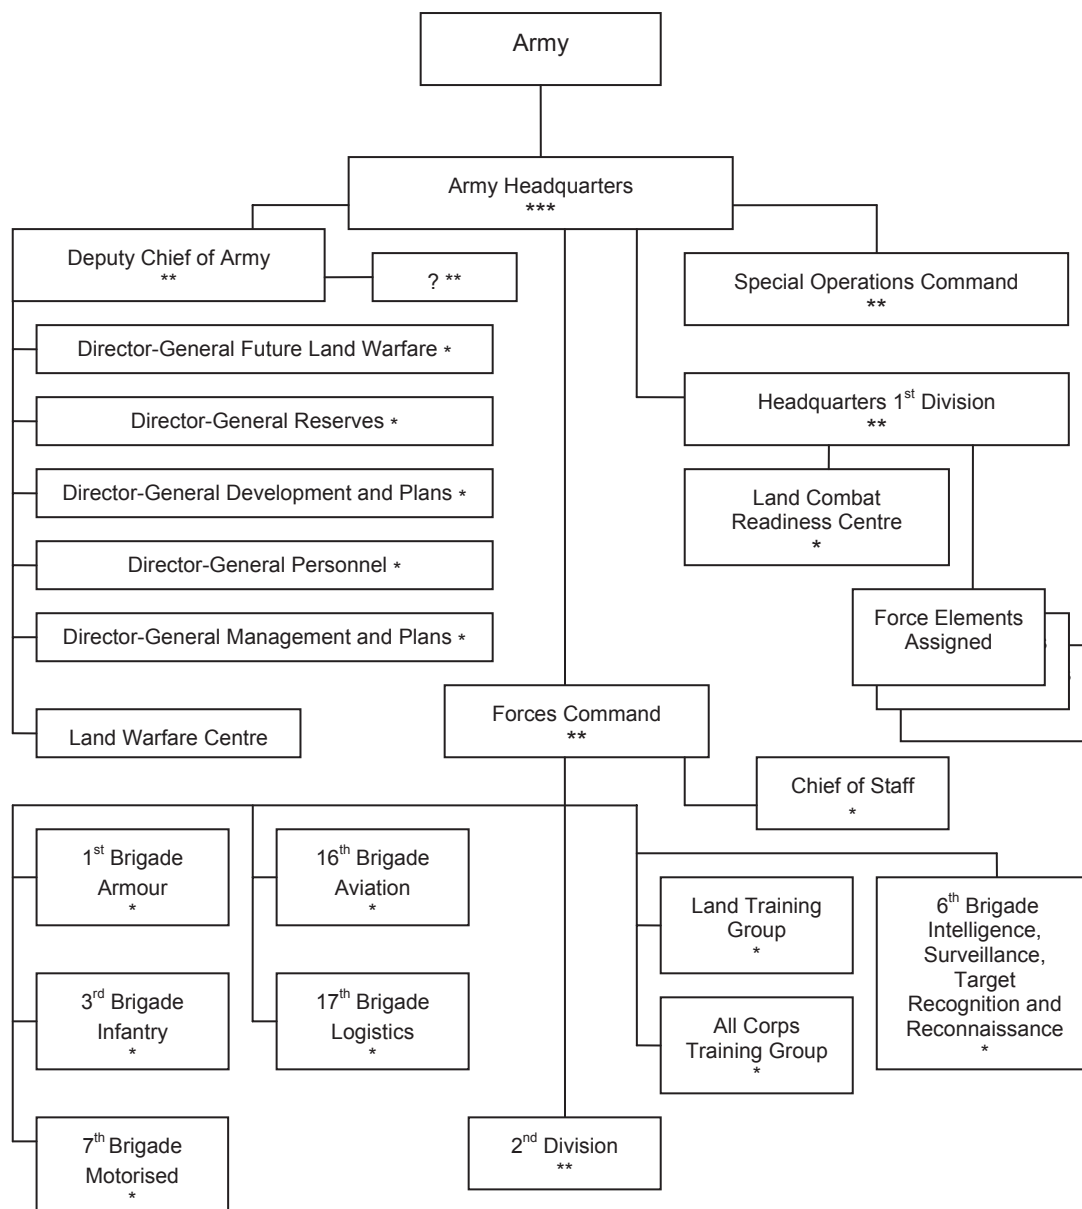 Army
Army Headquarters
***
Deputy Chief of Army
**
? **
Special Operations Command
**
Director-General Future Land Warfare *
Headquarters 1st Division
**
Director-General Reserves *
Director-General Development and Plans *
Land Combat
Readiness Centre
*
Director-General Personnel *
Director-General Management and Plans *
Force Elements
Assigned
Land Warfare Centre
Forces Command
**
Chief of Staff
*
1st Brigade
Armour
*
16th Brigade
Aviation
*
Land Training
Group
*
6th Brigade
Intelligence,
Surveillance,
Target
Recognition and
Reconnaissance
*
3rd Brigade
Infantry
*
17th Brigade
Logistics
*
All Corps
Training Group
*
7th Brigade
Motorised
*
2nd Division
**